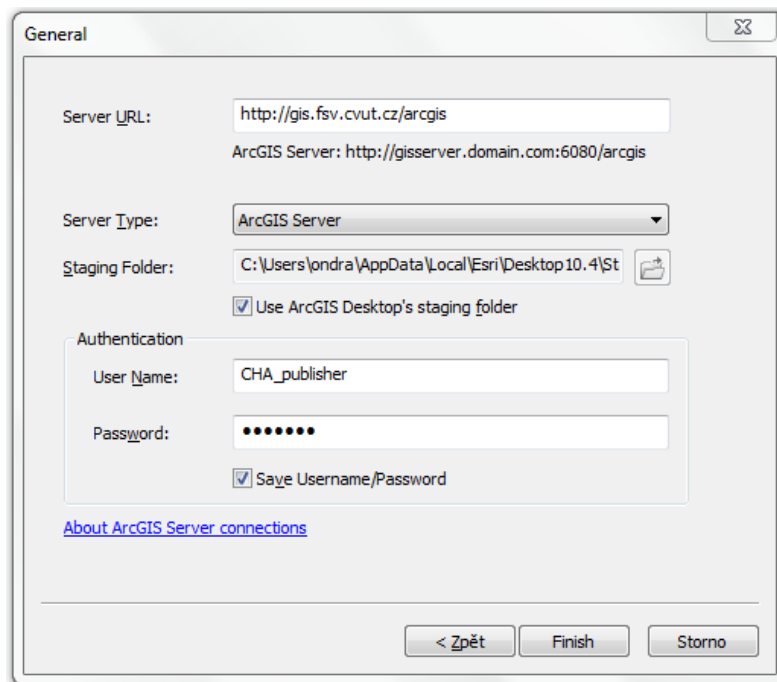 General
Server URL: http://gis.fsv.cvut.cz/arcgis
ArcGIS Server: http://gisserver.domain.com:6080/arcgis
Server Type: ArcGIS Server
Staging Folder: C:\Users\ondra\AppData\Local\Esri\Desktop10.4\St
Use ArcGIS Desktop's staging folder
Authentication
User Name: CHA_publisher
Password: •••••••
Save Username/Password
About ArcGIS Server connections
< Zpět Finish Storno